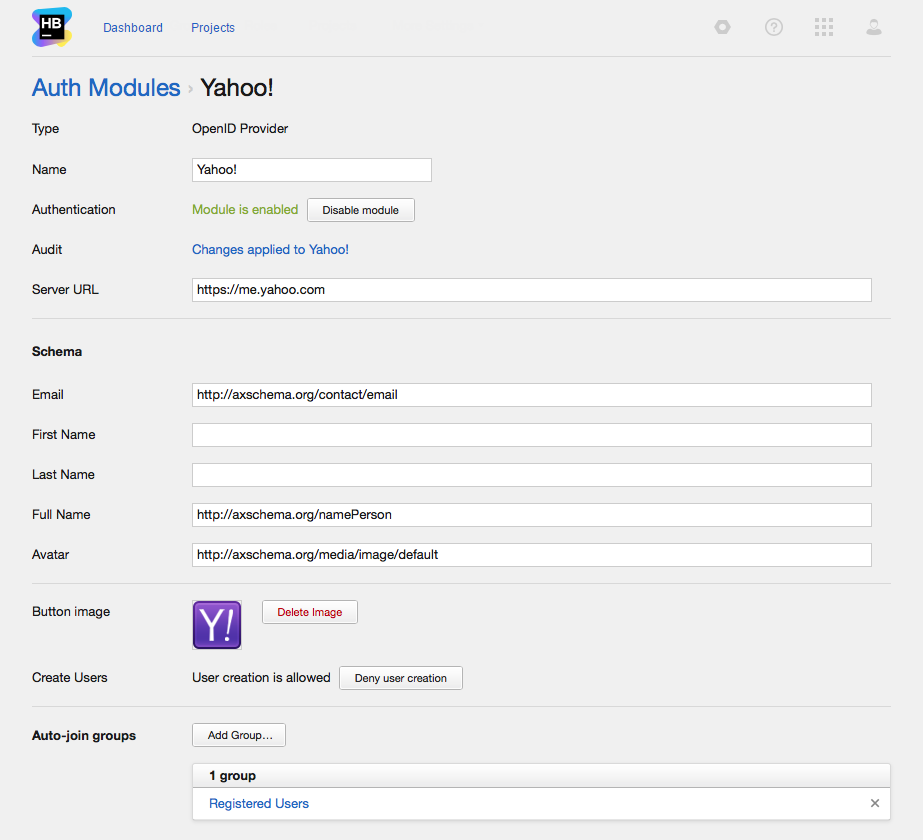 HB Dashboard Projects ?
Auth Modules › Yahoo!
Type OpenID Provider
Name Yahoo!
Authentication Module is enabled Disable module
Audit Changes applied to Yahoo!
Server URL https://me.yahoo.com
Schema
Email http://axschema.org/contact/email
First Name
Last Name
Full Name http://axschema.org/namePerson
Avatar http://axschema.org/media/image/default
Button image Y! Delete Image
Create Users User creation is allowed Deny user creation
Auto-join groups Add Group...
1 group
Registered Users ×